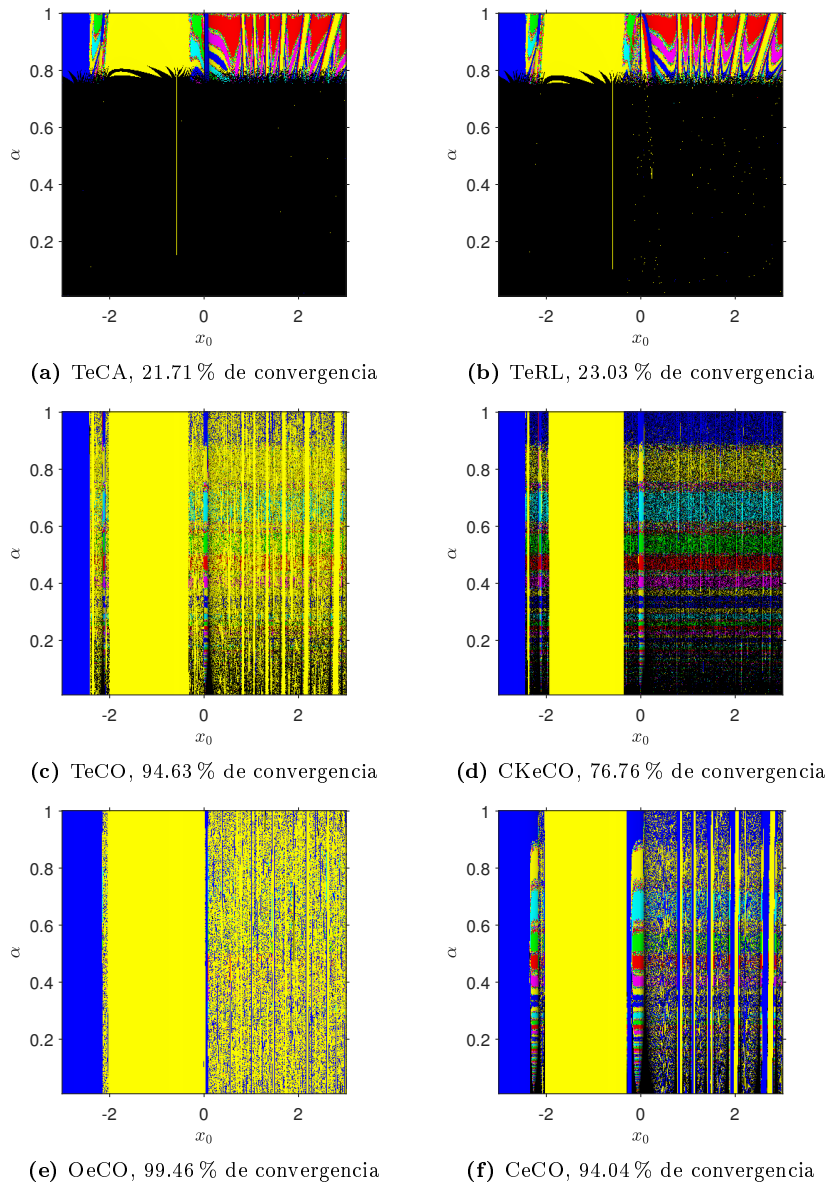 1
0.8
0.6
0.4
0.2
α
-2 0 2
x₀
(a) TeCA, 21.71 % de convergencia
1
0.8
0.6
0.4
0.2
α
-2 0 2
x₀
(b) TeRL, 23.03 % de convergencia
1
0.8
0.6
0.4
0.2
α
-2 0 2
x₀
(c) TeCO, 94.63 % de convergencia
1
0.8
0.6
0.4
0.2
α
-2 0 2
x₀
(d) CKeCO, 76.76 % de convergencia
1
0.8
0.6
0.4
0.2
α
-2 0 2
x₀
(e) OeCO, 99.46 % de convergencia
1
0.8
0.6
0.4
0.2
α
-2 0 2
x₀
(f) CeCO, 94.04 % de convergencia